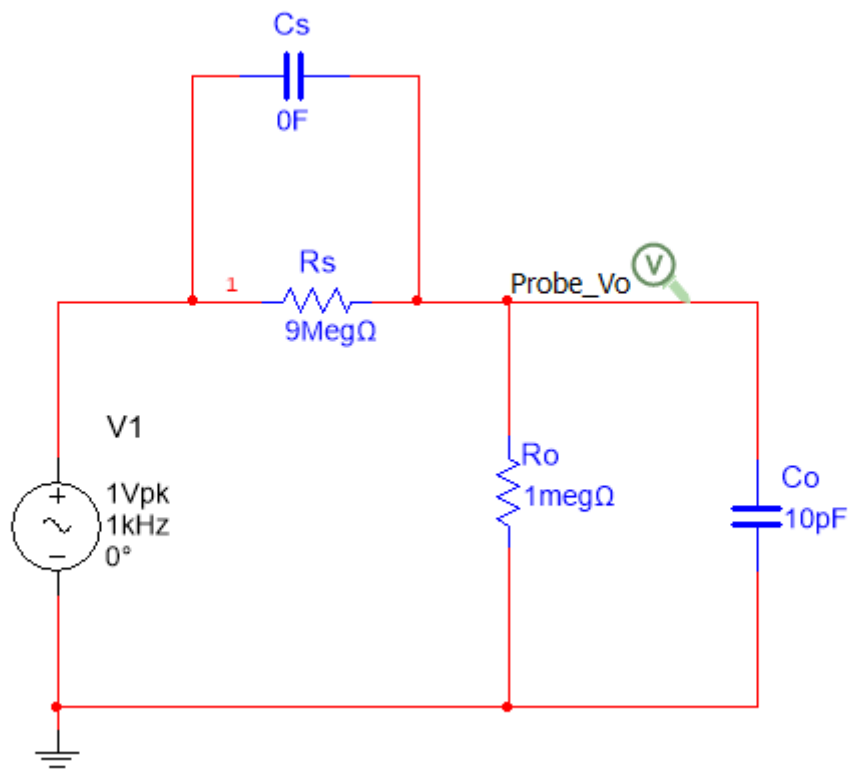 Cs
0F
1
Rs
9MegΩ
Probe_Vo
V
V1
1Vpk
1kHz
0°
Ro
1megΩ
Co
10pF